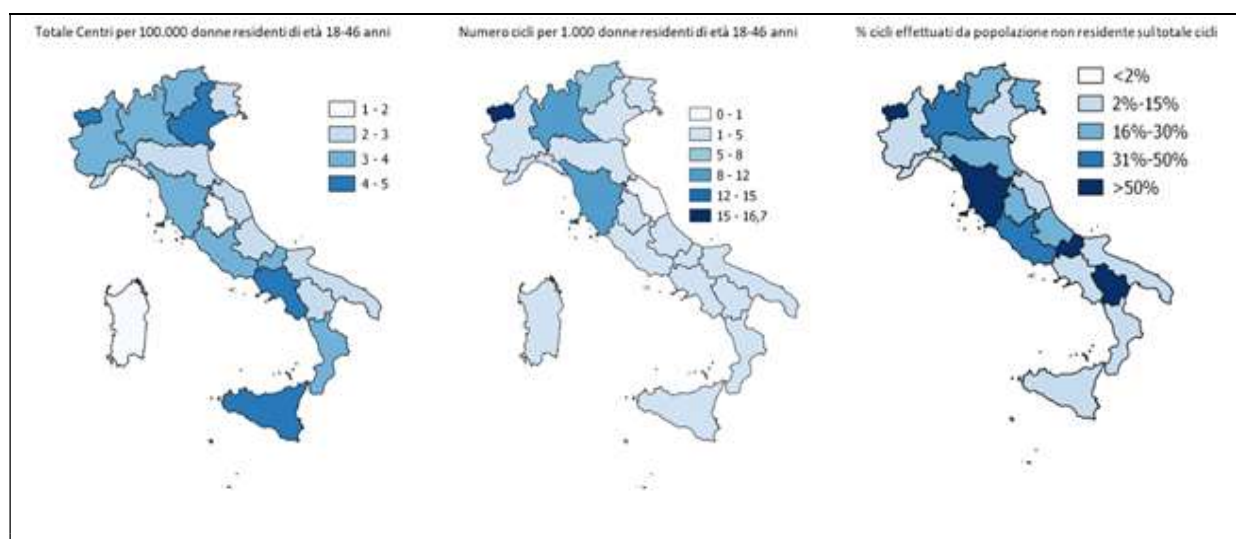 Totale Centri per 100.000 donne residenti di età 18-46 anni
1 - 2
2 - 3
3 - 4
4 - 5
Numero cicli per 1.000 donne residenti di età 18-46 anni
0 - 1
1 - 5
5 - 8
8 - 12
12 - 15
15 - 16,7
% cicli effettuati da popolazione non residente sul totale cicli
<2%
2%-15%
16%-30%
31%-50%
>50%